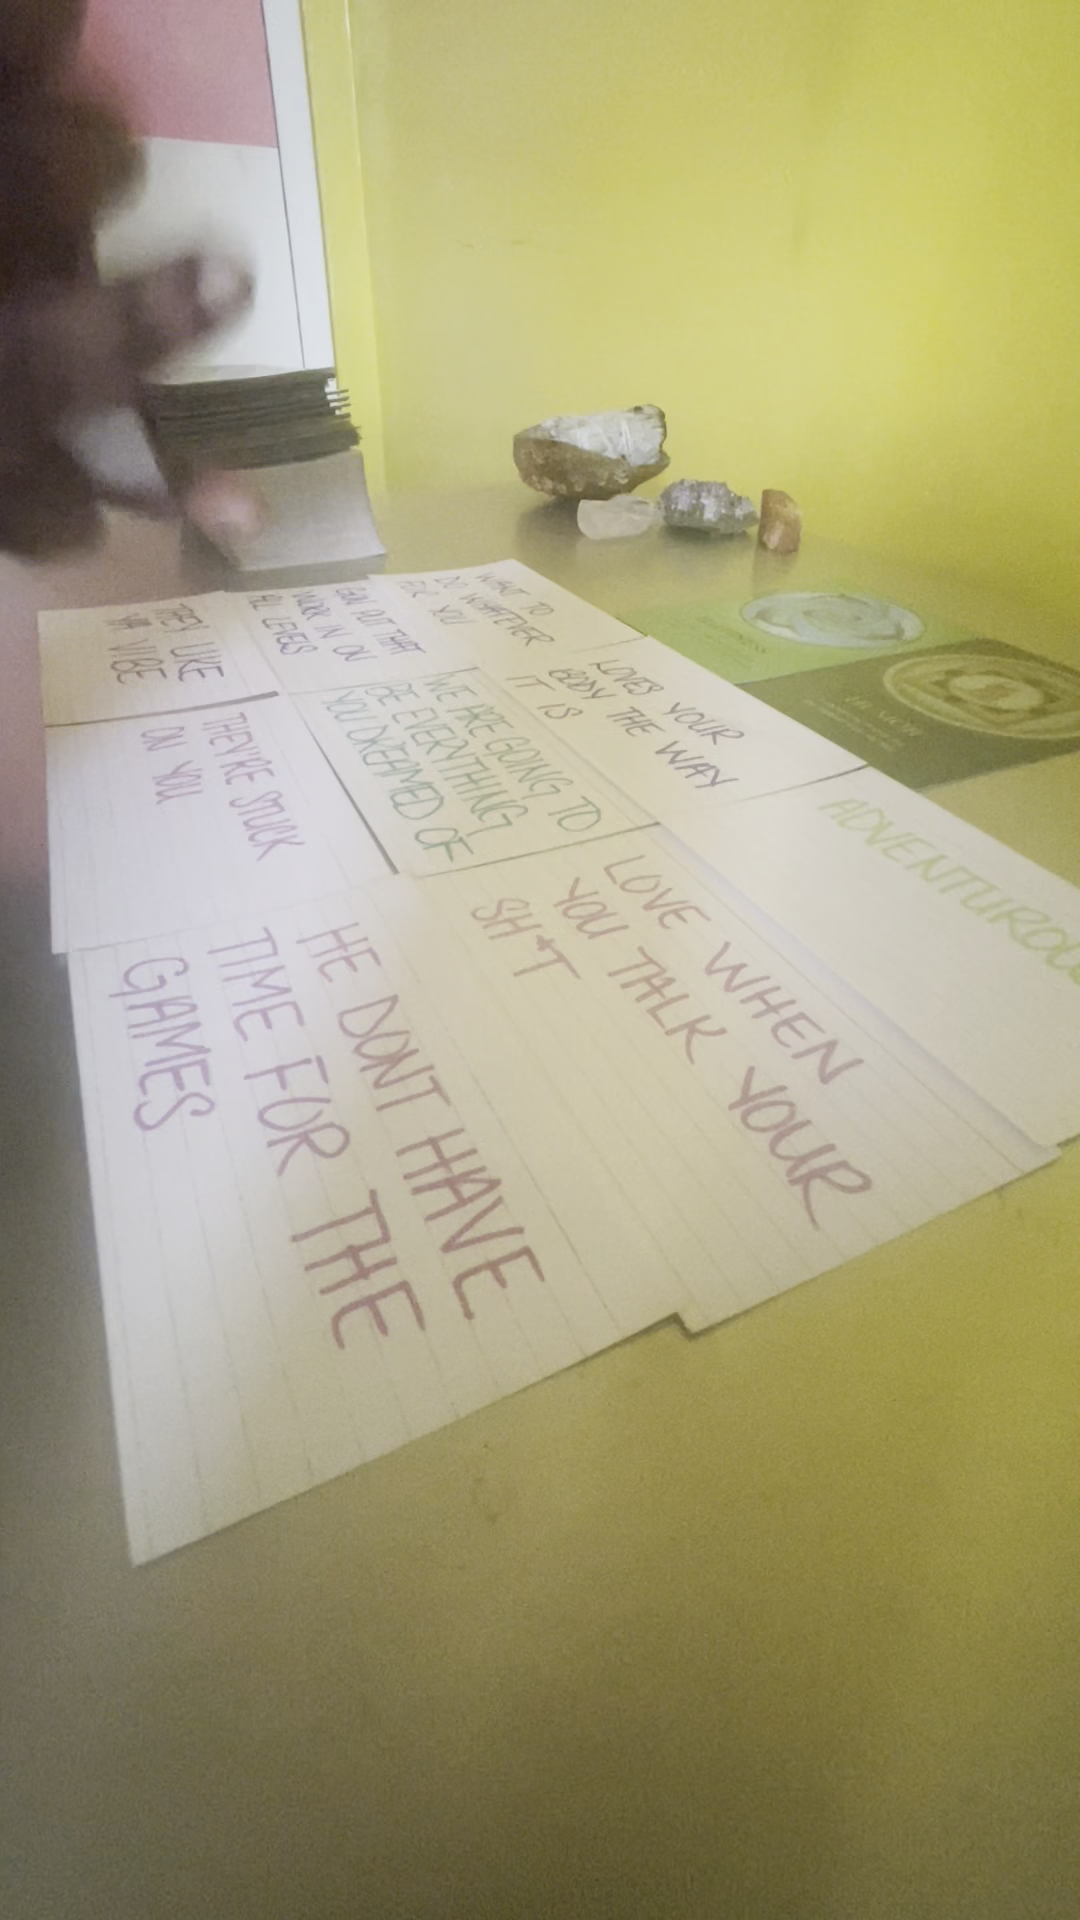 WANT TO
DO WHATEVER
FOR YOU
GON PUT THAT
WORK IN ON
ALL LEVELS
THEY LIKE
VIBE
LOVES YOUR
BODY THE WAY
IT IS
WE ARE GOING TO
BE EVERYTHING
YOU DREAMED OF
THEY'RE STUCK
ON YOU
ADVENTUROU
LOVE WHEN
YOU TALK YOUR
SH*T
HE DONT HAVE
TIME FOR THE
GAMES